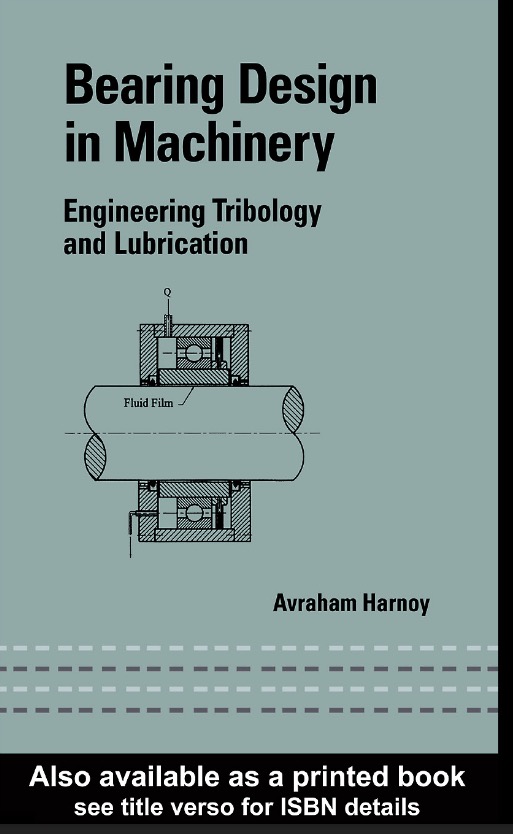 Bearing Design
in Machinery
Engineering Tribology
and Lubrication
Q
Fluid Film
Avraham Harnoy
Also available as a printed book
see title verso for ISBN details